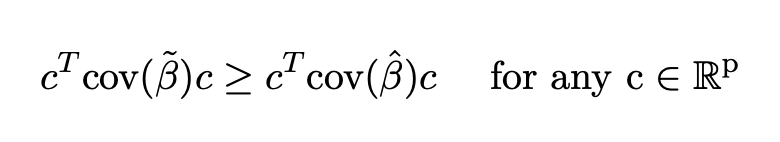 c^T cov(β̃)c ≥ c^T cov(β̂)c for any c ∈ ℝ^p